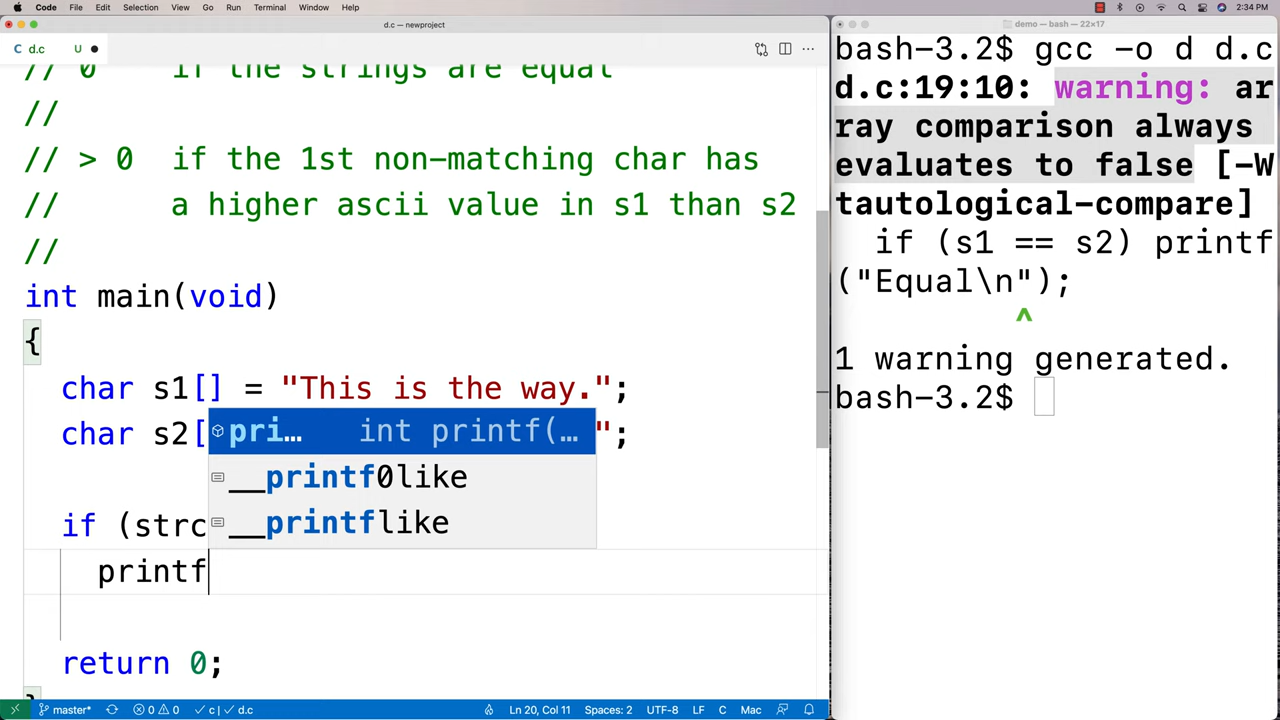 Code File Edit Selection View Go Run Terminal Window Help 2:34 PM
d.c — newproject
C d.c U
// 0 if the strings are equal
//
// > 0 if the 1st non-matching char has
// a higher ascii value in s1 than s2
//
int main(void)
{
char s1[] = "This is the way.";
char s2[ ";
pri… int printf(…
__printf0like
__printflike
if (strc
printf
return 0;
master* 0 0 c | d.c Ln 20, Col 11 Spaces: 2 UTF-8 LF C Mac
demo — bash — 22×17
bash-3.2$ gcc -o d d.c
d.c:19:10: warning: ar
ray comparison always
evaluates to false [-W
tautological-compare]
if (s1 == s2) printf
("Equal\n");
^
1 warning generated.
bash-3.2$